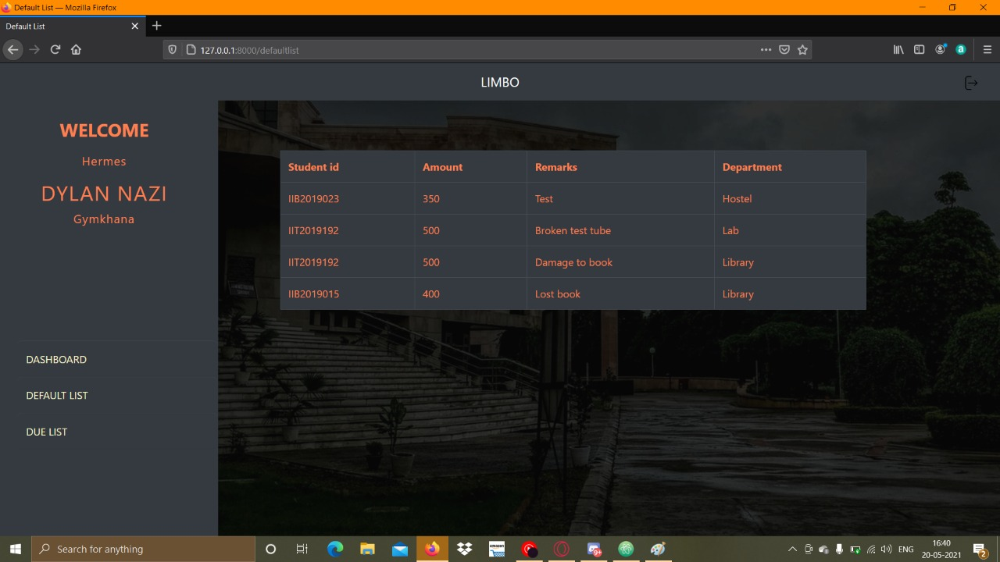 Default List — Mozilla Firefox
Default List
127.0.0.1:8000/defaultlist
LIMBO
WELCOME
Hermes
DYLAN NAZI
Gymkhana
DASHBOARD
DEFAULT LIST
DUE LIST
Student id Amount Remarks Department
IIB2019023 350 Test Hostel
IIT2019192 500 Broken test tube Lab
IIT2019192 500 Damage to book Library
IIB2019015 400 Lost book Library
Search for anything
amazon
ENG
16:40
20-05-2021
2